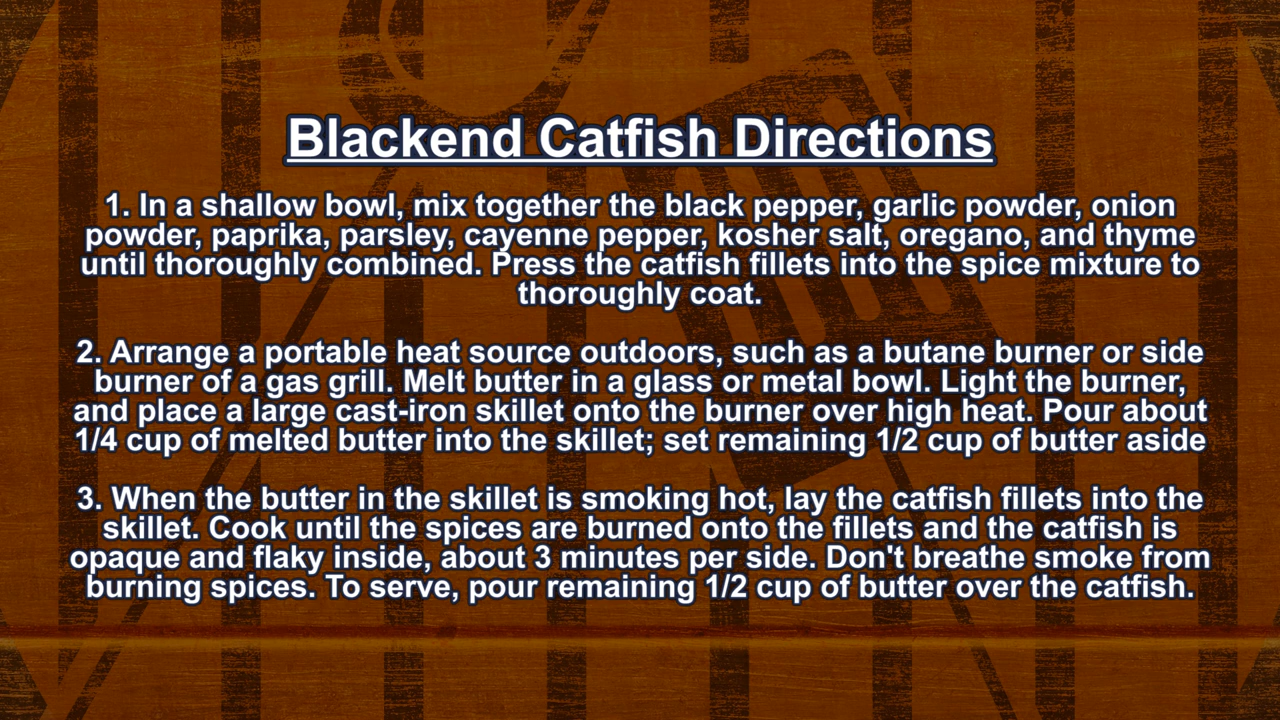 Blackend Catfish Directions
1. In a shallow bowl, mix together the black pepper, garlic powder, onion
powder, paprika, parsley, cayenne pepper, kosher salt, oregano, and thyme
until thoroughly combined. Press the catfish fillets into the spice mixture to
thoroughly coat.
2. Arrange a portable heat source outdoors, such as a butane burner or side
burner of a gas grill. Melt butter in a glass or metal bowl. Light the burner,
and place a large cast-iron skillet onto the burner over high heat. Pour about
1/4 cup of melted butter into the skillet; set remaining 1/2 cup of butter aside
3. When the butter in the skillet is smoking hot, lay the catfish fillets into the
skillet. Cook until the spices are burned onto the fillets and the catfish is
opaque and flaky inside, about 3 minutes per side. Don't breathe smoke from
burning spices. To serve, pour remaining 1/2 cup of butter over the catfish.